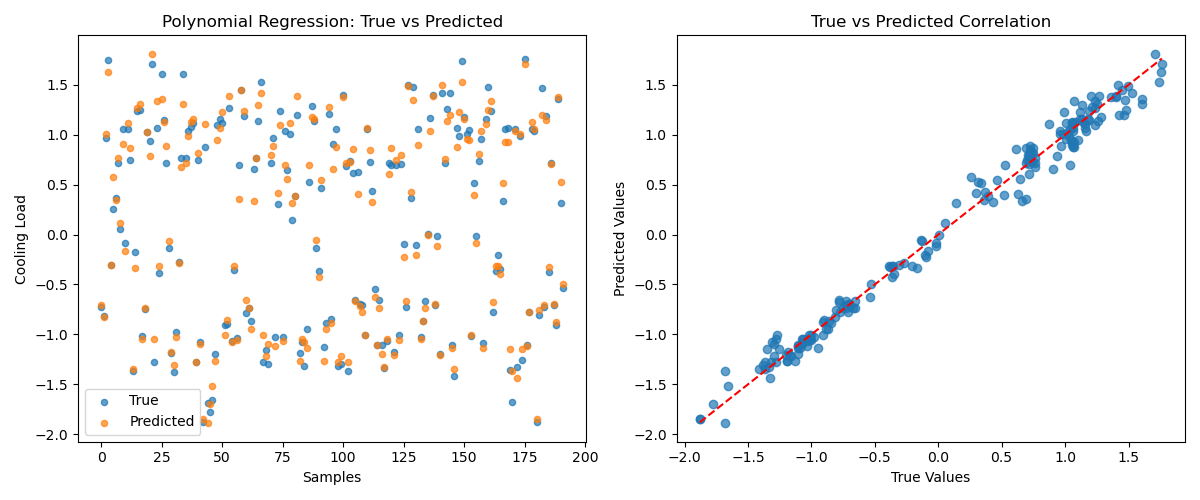 Polynomial Regression: True vs Predicted
1.5
1.0
0.5
0.0
−0.5
−1.0
−1.5
−2.0
Cooling Load
True
Predicted
0 25 50 75 100 125 150 175 200
Samples
True vs Predicted Correlation
1.5
1.0
0.5
0.0
−0.5
−1.0
−1.5
−2.0
Predicted Values
−2.0 −1.5 −1.0 −0.5 0.0 0.5 1.0 1.5
True Values